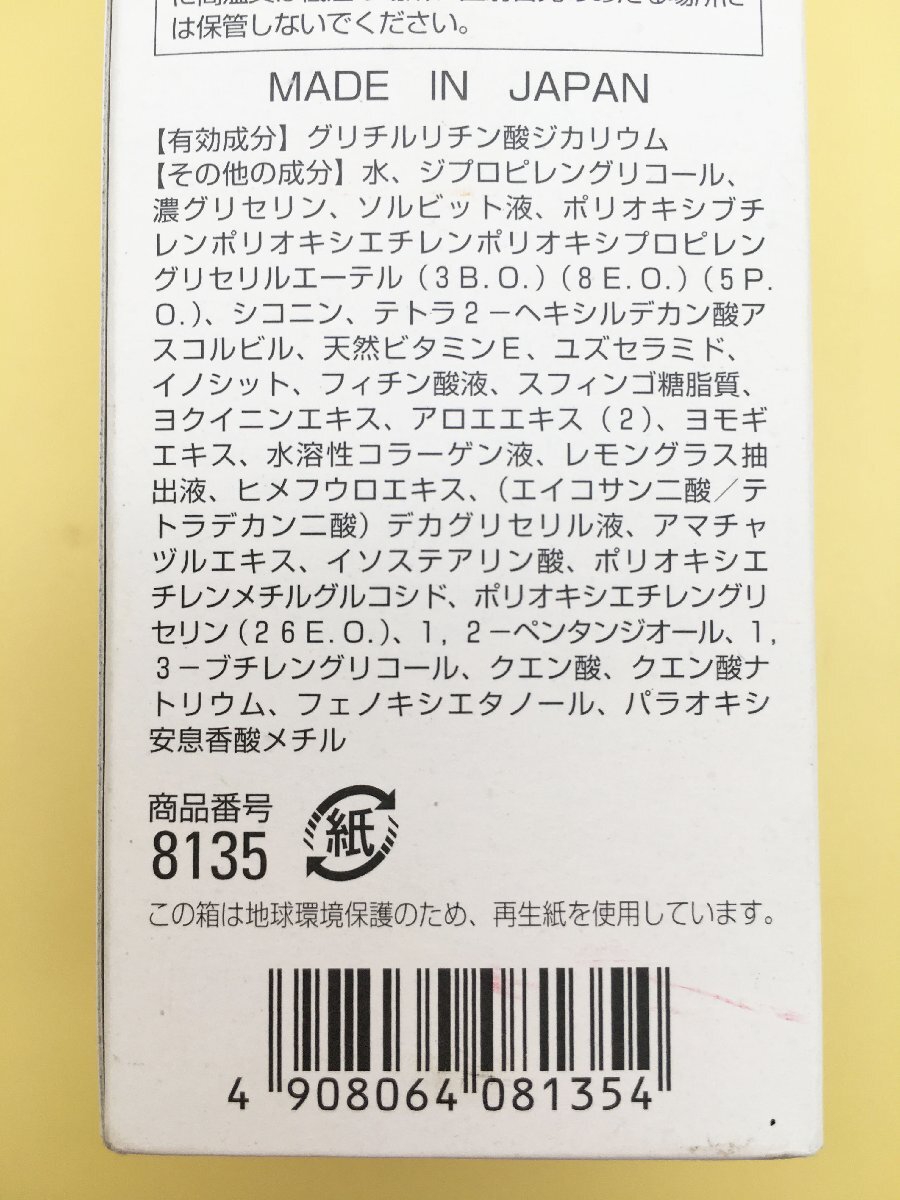 は保管しないでください。
MADE IN JAPAN
【有効成分】グリチルリチン酸ジカリウム
【その他の成分】水、ジプロピレングリコール、
濃グリセリン、ソルビット液、ポリオキシブチ
レンポリオキシエチレンポリオキシプロピレン
グリセリルエーテル(3B.O.)(8E.O.)(5P.
O.)、シコニン、テトラ2-ヘキシルデカン酸ア
スコルビル、天然ビタミンE、ユズセラミド、
イノシット、フィチン酸液、スフィンゴ糖脂質、
ヨクイニンエキス、アロエエキス(2)、ヨモギ
エキス、水溶性コラーゲン液、レモングラス抽
出液、ヒメフウロエキス、(エイコサン二酸/テ
トラデカン二酸)デカグリセリル液、アマチャ
ヅルエキス、イソステアリン酸、ポリオキシエ
チレンメチルグルコシド、ポリオキシエチレングリ
セリン(26E.O.)、1,2-ペンタンジオール、1,
3-ブチレングリコール、クエン酸、クエン酸ナ
トリウム、フェノキシエタノール、パラオキシ
安息香酸メチル
商品番号
8135
紙
この箱は地球環境保護のため、再生紙を使用しています。
4 908064 081354